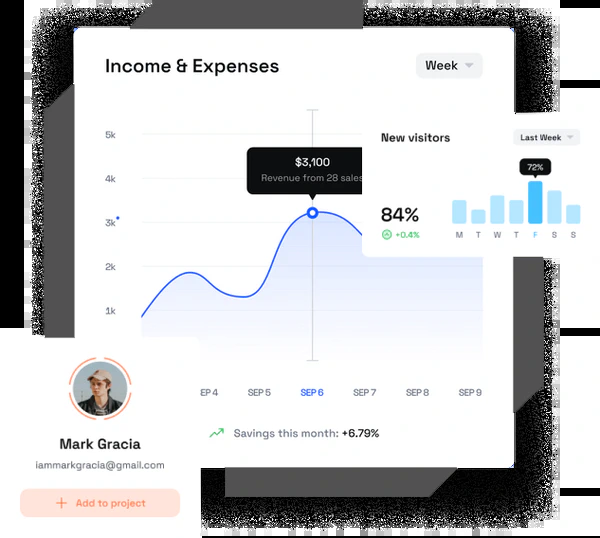 Income & Expenses
Week
5k
4k
3k
2k
1k
$3,100
Revenue from 28 sales
New visitors
Last Week
72%
84%
+0.4%
M T W T F S S
EP 4 SEP 5 SEP 6 SEP 7 SEP 8 SEP 9
Savings this month: +6.79%
Mark Gracia
iammarkgracia@gmail.com
Add to project